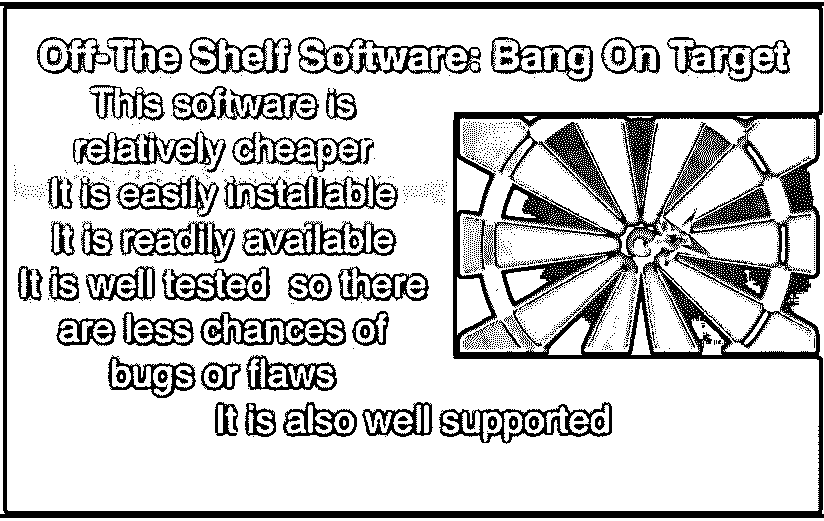 Off-The Shelf Software: Bang On Target
This software is
relatively cheaper
It is easily installable
It is readily available
It is well tested so there
are less chances of
bugs or flaws
It is also well supported